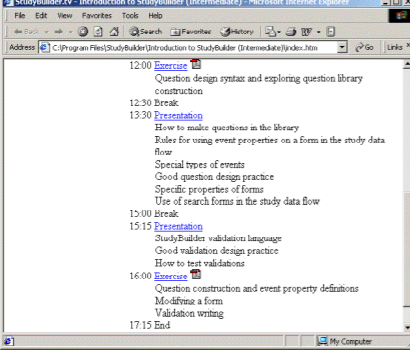 StudyBuilder.tv - Introduction to StudyBuilder (Intermediate) - Microsoft Internet Explorer
File Edit View Favorites Tools Help
Back Search Favorites History
Address C:\Program Files\StudyBuilder\Introduction to StudyBuilder (Intermediate)\index.htm Go Links »
12:00 Exercise
Question design syntax and exploring question library
construction
12:30 Break
13:30 Presentation
How to make questions in the library
Rules for using event properties on a form in the study data
flow
Special types of events
Good question design practice
Specific properties of forms
Use of search forms in the study data flow
15:00 Break
15:15 Presentation
StudyBuilder validation language
Good validation design practice
How to test validations
16:00 Exercise
Question construction and event property definitions
Modifying a form
Validation writing
17:15 End
My Computer